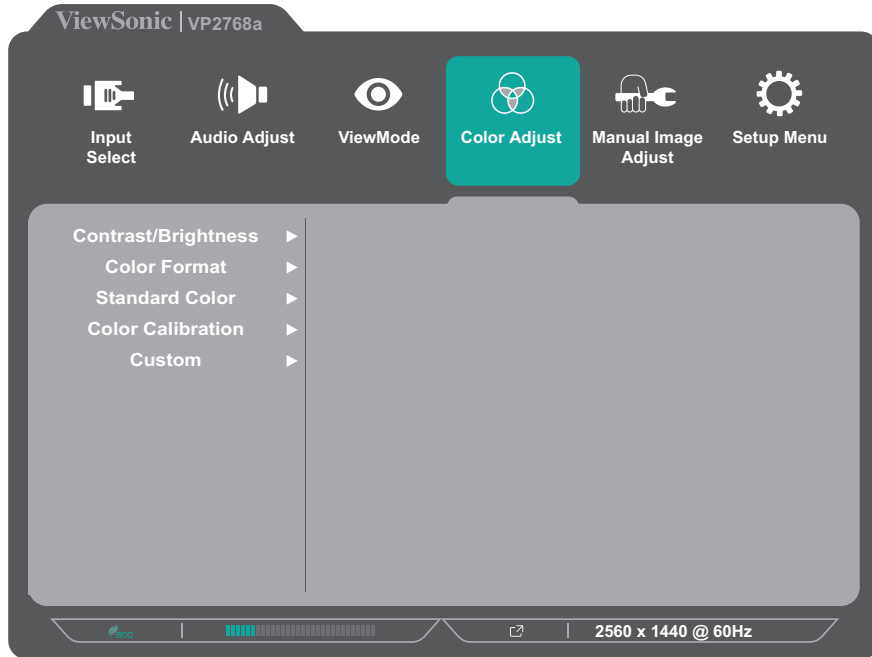 ViewSonic | VP2768a
Input
Select
Audio Adjust
ViewMode
Color Adjust
Manual Image
Adjust
Setup Menu
Contrast/Brightness
Color Format
Standard Color
Color Calibration
Custom
eco
2560 x 1440 @ 60Hz